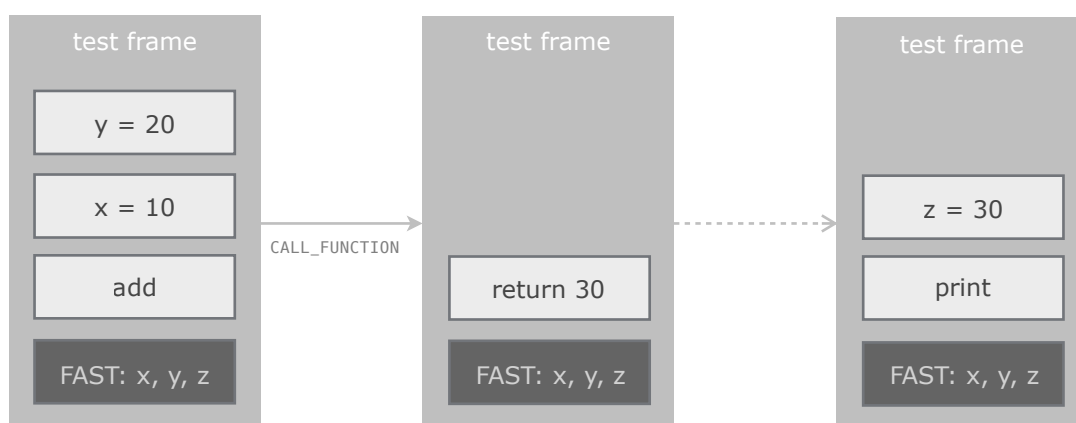 test frame
y = 20
x = 10
add
FAST: x, y, z
CALL_FUNCTION
test frame
return 30
FAST: x, y, z
test frame
z = 30
print
FAST: x, y, z